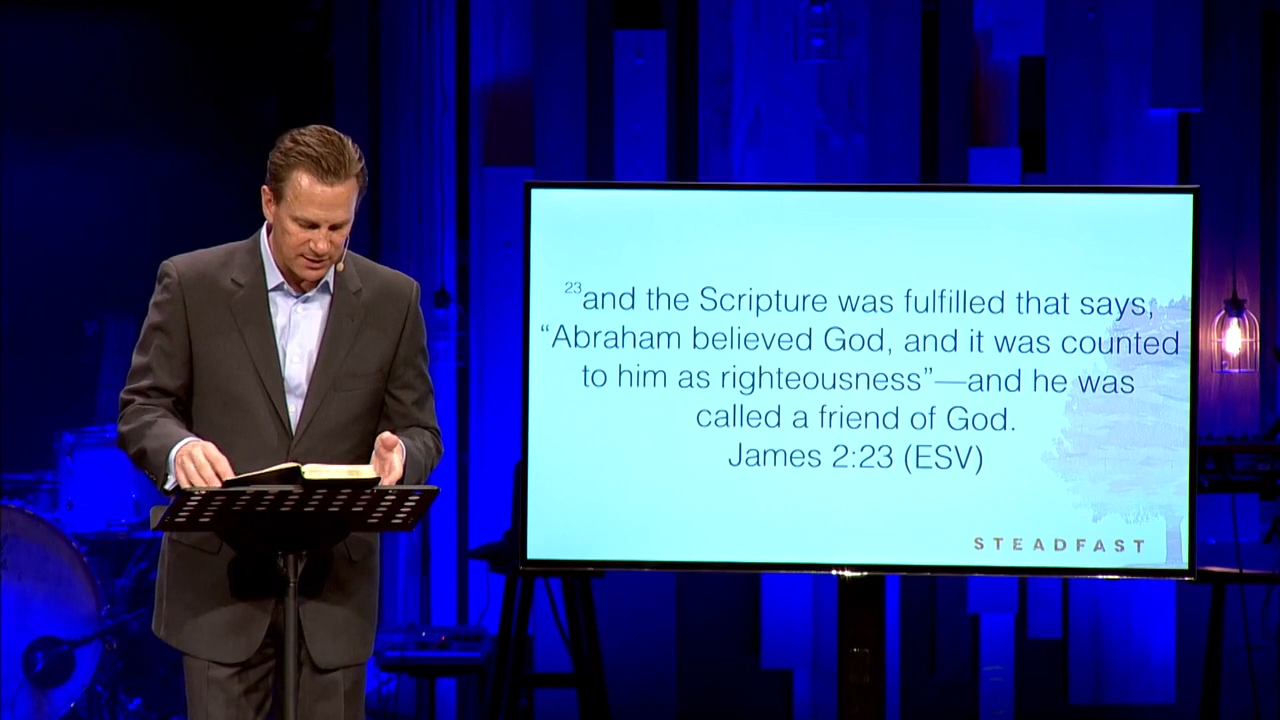 23and the Scripture was fulfilled that says,
“Abraham believed God, and it was counted
to him as righteousness”—and he was
called a friend of God.
James 2:23 (ESV)
STEADFAST